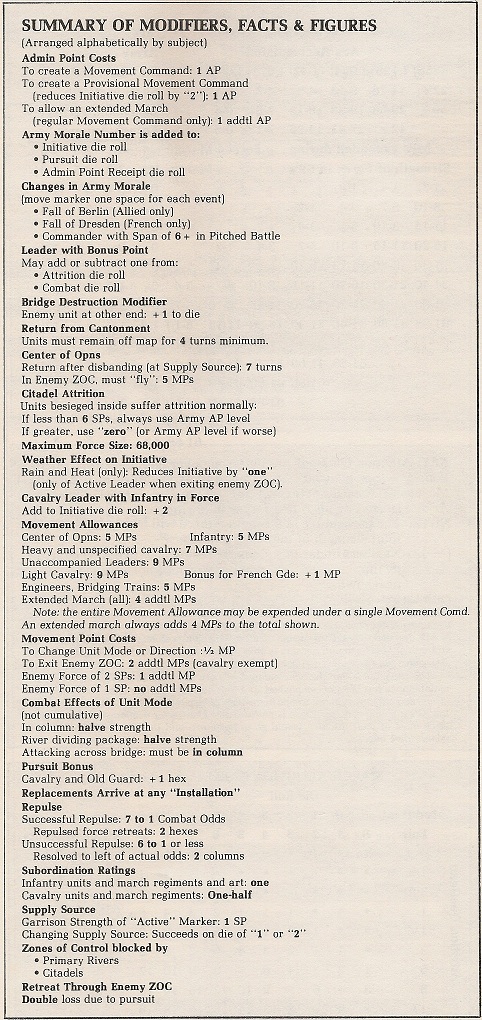 SUMMARY OF MODIFIERS, FACTS & FIGURES
(Arranged alphabetically by subject)
Admin Point Costs
To create a Movement Command: 1 AP
To create a Provisional Movement Command
(reduces Initiative die roll by "2"): 1 AP
To allow an extended March
(regular Movement Command only): 1 addtl AP
Army Morale Number is added to:
• Initiative die roll
• Pursuit die roll
• Admin Point Receipt die roll
Changes in Army Morale
(move marker one space for each event)
• Fall of Berlin (Allied only)
• Fall of Dresden (French only)
• Commander with Span of 6+ in Pitched Battle
Leader with Bonus Point
May add or subtract one from:
• Attrition die roll
• Combat die roll
Bridge Destruction Modifier
Enemy unit at other end: +1 to die
Return from Cantonment
Units must remain off map for 4 turns minimum.
Center of Opns
Return after disbanding (at Supply Source): 7 turns
In Enemy ZOC, must "fly": 5 MPs
Citadel Attrition
Units besieged inside suffer attrition normally:
If less than 6 SPs, always use Army AP level
If greater, use "zero" (or Army AP level if worse)
Maximum Force Size: 68,000
Weather Effect on Initiative
Rain and Heat (only): Reduces Initiative by "one"
(only of Active Leader when exiting enemy ZOC).
Cavalry Leader with Infantry in Force
Add to Initiative die roll: +2
Movement Allowances
Center of Opns: 5 MPs Infantry: 5 MPs
Heavy and unspecified cavalry: 7 MPs
Unaccompanied Leaders: 9 MPs
Light Cavalry: 9 MPs Bonus for French Gde: +1 MP
Engineers, Bridging Trains: 5 MPs
Extended March (all): 4 addtl MPs
Note: the entire Movement Allowance may be expended under a single Movement Comd.
An extended march always adds 4 MPs to the total shown.
Movement Point Costs
To Change Unit Mode or Direction :½ MP
To Exit Enemy ZOC: 2 addtl MPs (cavalry exempt)
Enemy Force of 2 SPs: 1 addtl MP
Enemy Force of 1 SP: no addtl MPs
Combat Effects of Unit Mode
(not cumulative)
In column: halve strength
River dividing package: halve strength
Attacking across bridge: must be in column
Pursuit Bonus
Cavalry and Old Guard: +1 hex
Replacements Arrive at any "Installation"
Repulse
Successful Repulse: 7 to 1 Combat Odds
Repulsed force retreats: 2 hexes
Unsuccessful Repulse: 6 to 1 or less
Resolved to left of actual odds: 2 columns
Subordination Ratings
Infantry units and march regiments and art: one
Cavalry units and march regiments: One-half
Supply Source
Garrison Strength of "Active" Marker: 1 SP
Changing Supply Source: Succeeds on die of "1" or "2"
Zones of Control blocked by
• Primary Rivers
• Citadels
Retreat Through Enemy ZOC
Double loss due to pursuit